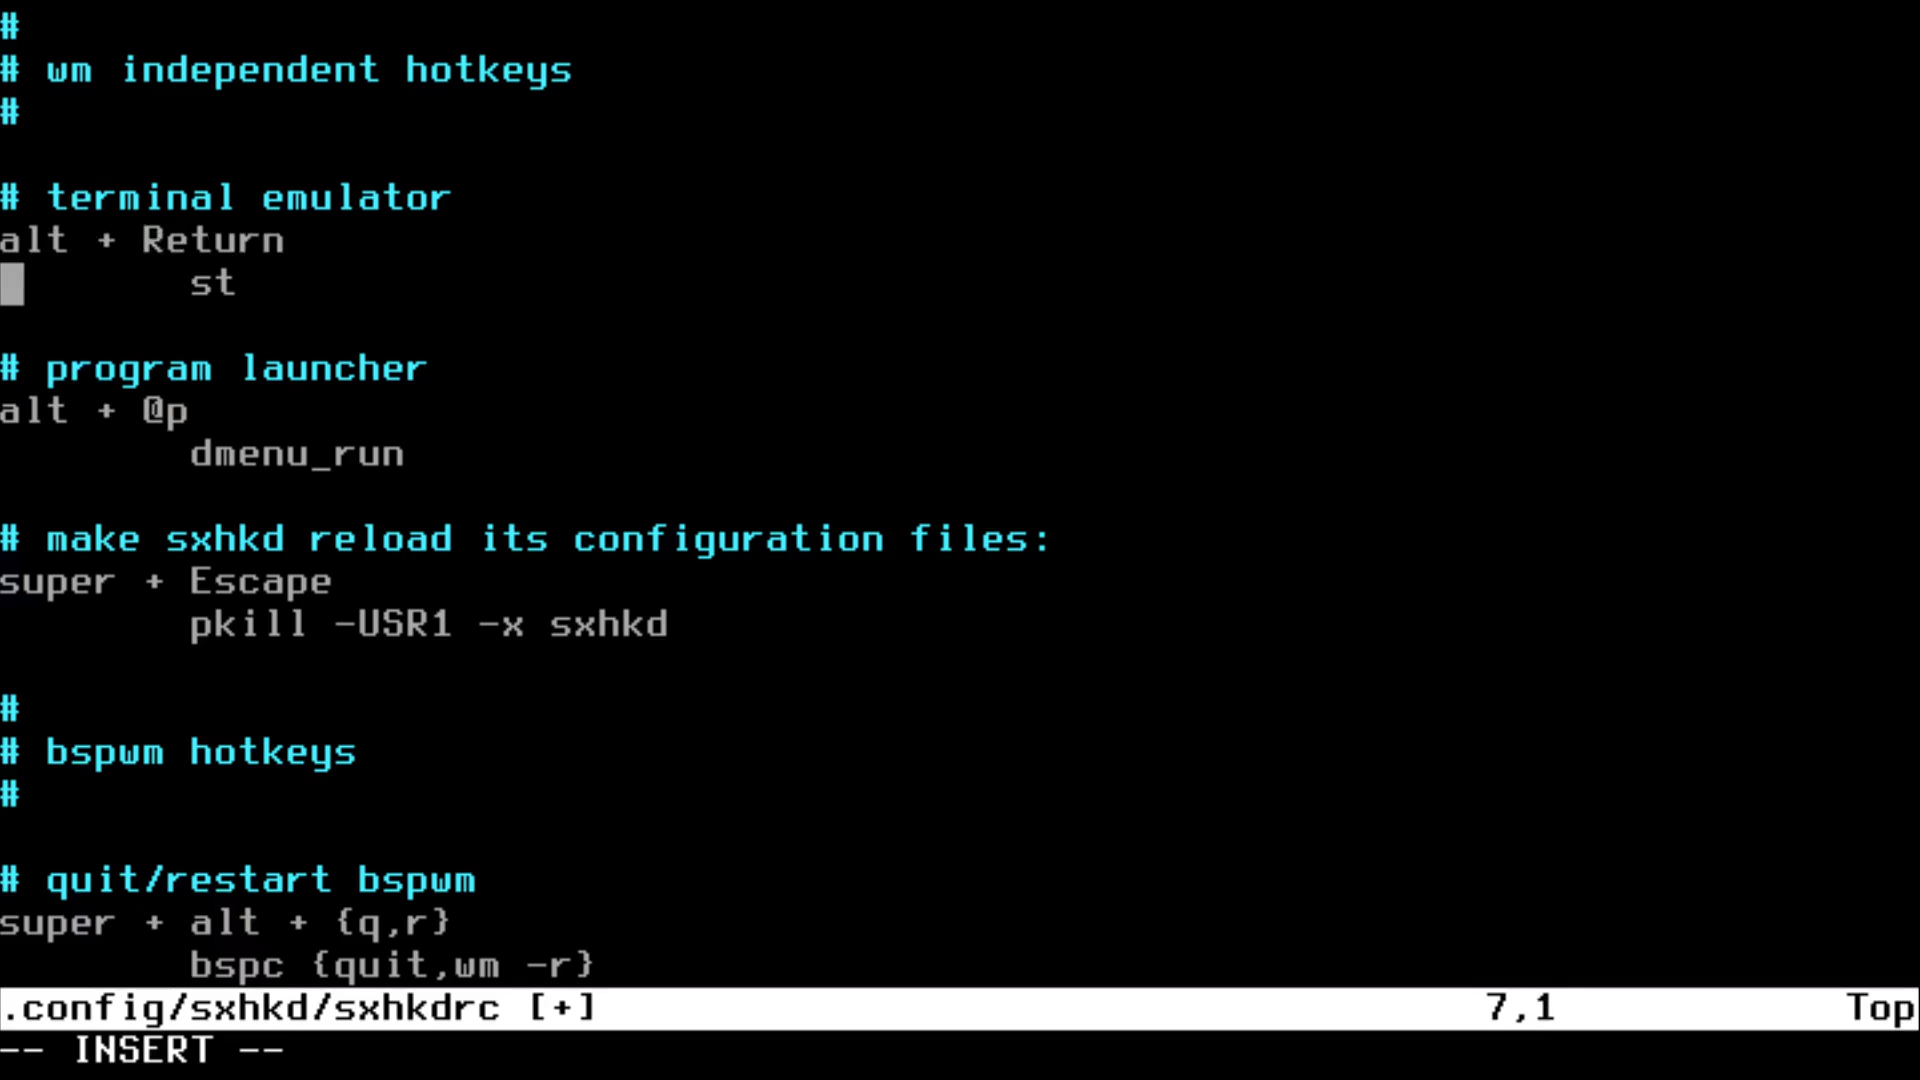 #
# wm independent hotkeys
#
# terminal emulator
alt + Return
        st
# program launcher
alt + @p
        dmenu_run
# make sxhkd reload its configuration files:
super + Escape
        pkill -USR1 -x sxhkd
#
# bspwm hotkeys
#
# quit/restart bspwm
super + alt + {q,r}
        bspc {quit,wm -r}
.config/sxhkd/sxhkdrc [+] 7,1 Top
-- INSERT --